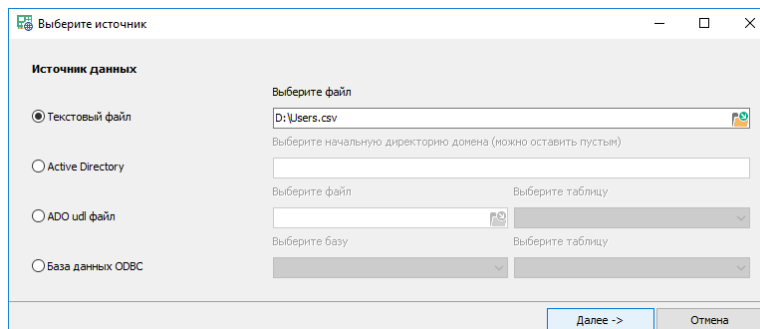 Выберите источник
Источник данных
Выберите файл
Текстовый файл
D:\Users.csv
Выберите начальную директорию домена (можно оставить пустым)
Active Directory
Выберите файл Выберите таблицу
ADO udl файл
Выберите базу Выберите таблицу
База данных ODBC
Далее -> Отмена